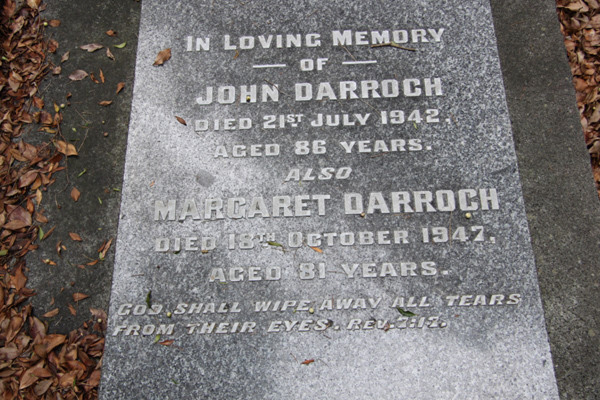 IN LOVING MEMORY
OF
JOHN DARROCH
DIED 21ST JULY 1942.
AGED 86 YEARS.
ALSO
MARGARET DARROCH
DIED 18TH OCTOBER 1947.
AGED 81 YEARS.
GOD SHALL WIPE AWAY ALL TEARS
FROM THEIR EYES. REV.7:17.